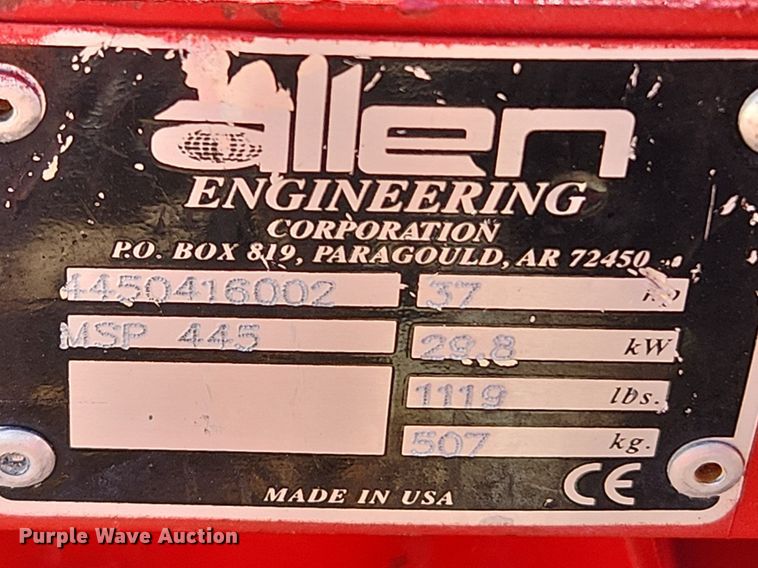 allen
ENGINEERING
CORPORATION
P.O. BOX 819, PARAGOULD, AR 72450
4450416002
37 hp
MSP 445
29.8 kW
1119 lbs.
507 kg.
MADE IN USA
CE
Purple Wave Auction